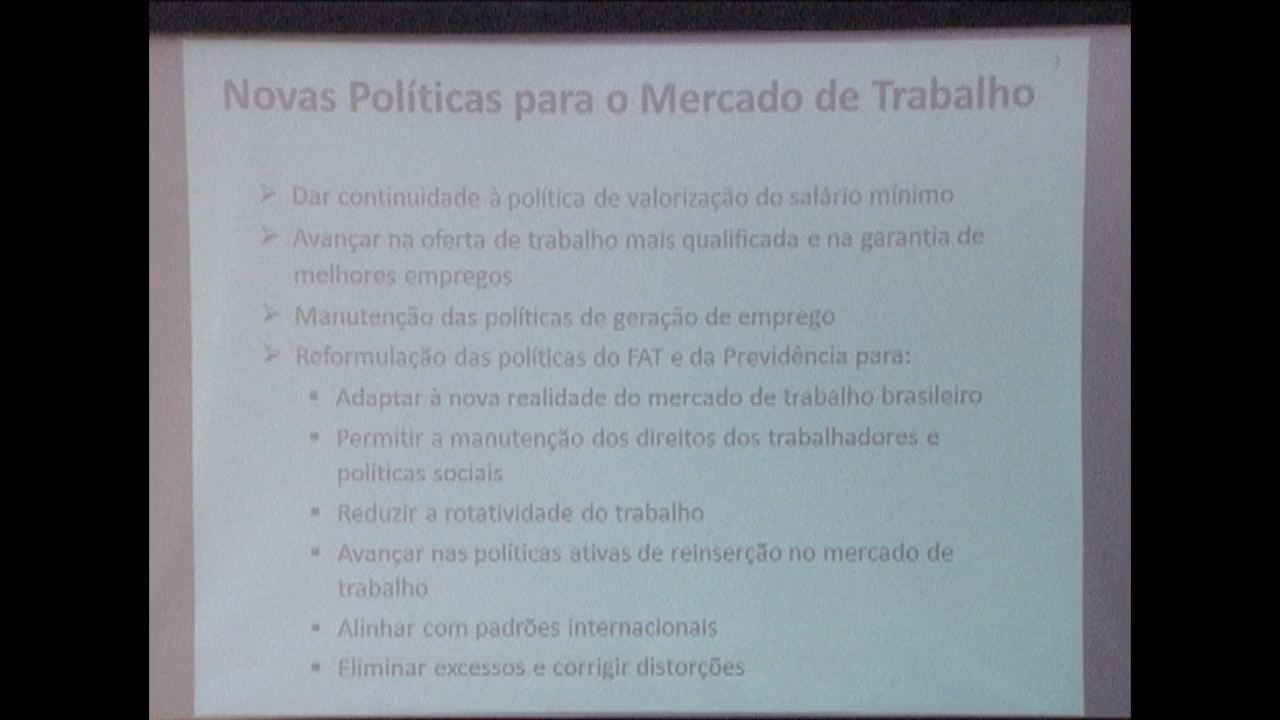 3
Novas Políticas para o Mercado de Trabalho
➢ Dar continuidade à política de valorização do salário mínimo
➢ Avançar na oferta de trabalho mais qualificada e na garantia de
melhores empregos
➢ Manutenção das políticas de geração de emprego
➢ Reformulação das políticas do FAT e da Previdência para:
▪ Adaptar à nova realidade do mercado de trabalho brasileiro
▪ Permitir a manutenção dos direitos dos trabalhadores e
políticas sociais
▪ Reduzir a rotatividade do trabalho
▪ Avançar nas políticas ativas de reinserção no mercado de
trabalho
▪ Alinhar com padrões internacionais
▪ Eliminar excessos e corrigir distorções